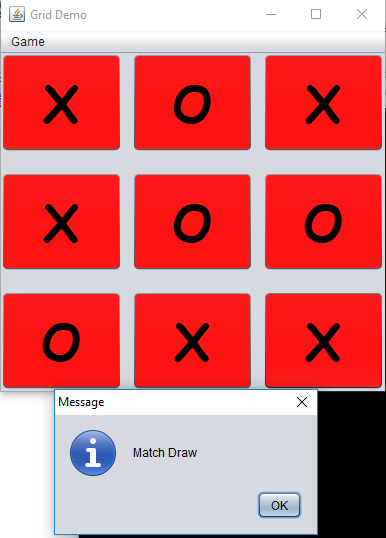 Grid Demo
Game
X O X
X O O
O X X
Message
Match Draw
OK